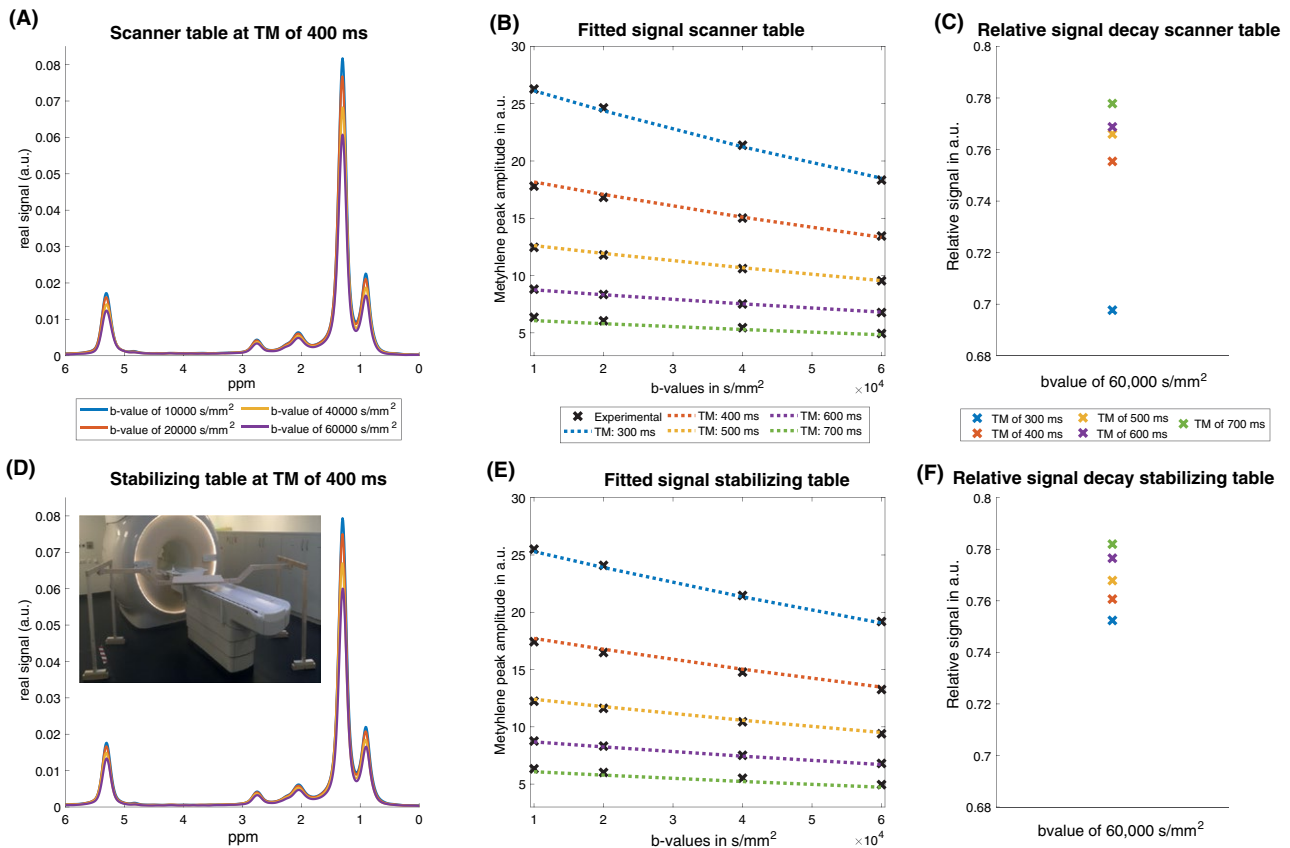 (A)
Scanner table at TM of 400 ms
real signal (a.u.)
0.08
0.07
0.06
0.05
0.04
0.03
0.02
0.01
0
6 5 4 3 2 1 0
ppm
b-value of 10000 s/mm2 b-value of 40000 s/mm2
b-value of 20000 s/mm2 b-value of 60000 s/mm2
(B)
Fitted signal scanner table
Metyhlene peak amplitude in a.u.
30
25
20
15
10
5
1 2 3 4 5 6
×10 4
b-values in s/mm2
Experimental TM: 400 ms TM: 600 ms
TM: 300 ms TM: 500 ms TM: 700 ms
(C)
Relative signal decay scanner table
Relative signal in a.u.
0.8
0.78
0.76
0.74
0.72
0.7
0.68
bvalue of 60,000 s/mm2
TM of 300 ms TM of 500 ms TM of 700 ms
TM of 400 ms TM of 600 ms
(D)
Stabilizing table at TM of 400 ms
real signal (a.u.)
0.08
0.07
0.06
0.05
0.04
0.03
0.02
0.01
0
6 5 4 3 2 1 0
ppm
(E)
Fitted signal stabilizing table
Metyhlene peak amplitude in a.u.
30
25
20
15
10
5
1 2 3 4 5 6
×10 4
b-values in s/mm2
(F)
Relative signal decay stabilizing table
Relative signal in a.u.
0.8
0.78
0.76
0.74
0.72
0.7
0.68
bvalue of 60,000 s/mm2